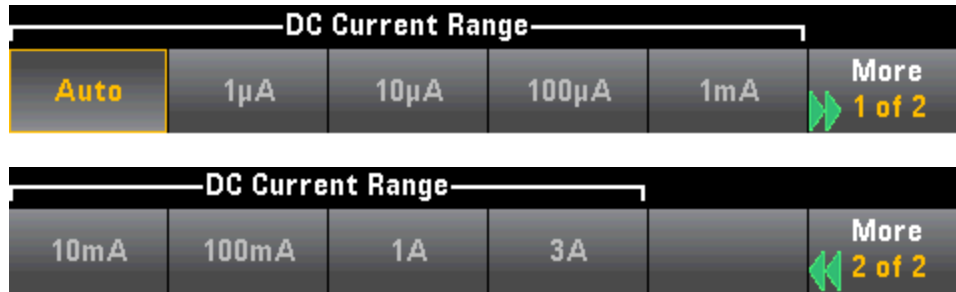 DC Current Range
Auto 1µA 10µA 100µA 1mA More
1 of 2
DC Current Range
10mA 100mA 1A 3A More
2 of 2